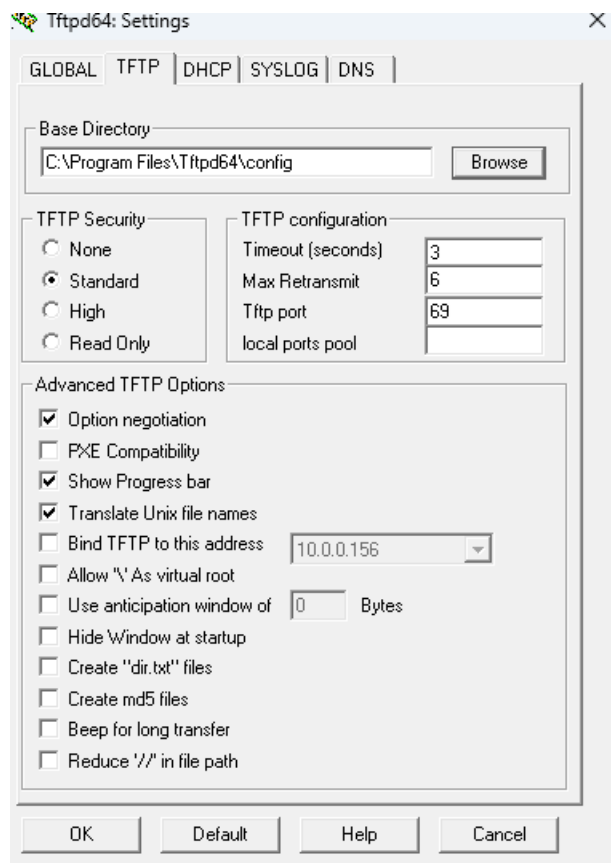 Tftpd64: Settings
GLOBAL TFTP DHCP SYSLOG DNS
Base Directory
C:\Program Files\Tftpd64\config Browse
TFTP Security
None
Standard
High
Read Only
TFTP configuration
Timeout (seconds) 3
Max Retransmit 6
Tftp port 69
local ports pool
Advanced TFTP Options
Option negotiation
PXE Compatibility
Show Progress bar
Translate Unix file names
Bind TFTP to this address 10.0.0.156
Allow '\' As virtual root
Use anticipation window of 0 Bytes
Hide Window at startup
Create "dir.txt" files
Create md5 files
Beep for long transfer
Reduce '//' in file path
OK Default Help Cancel